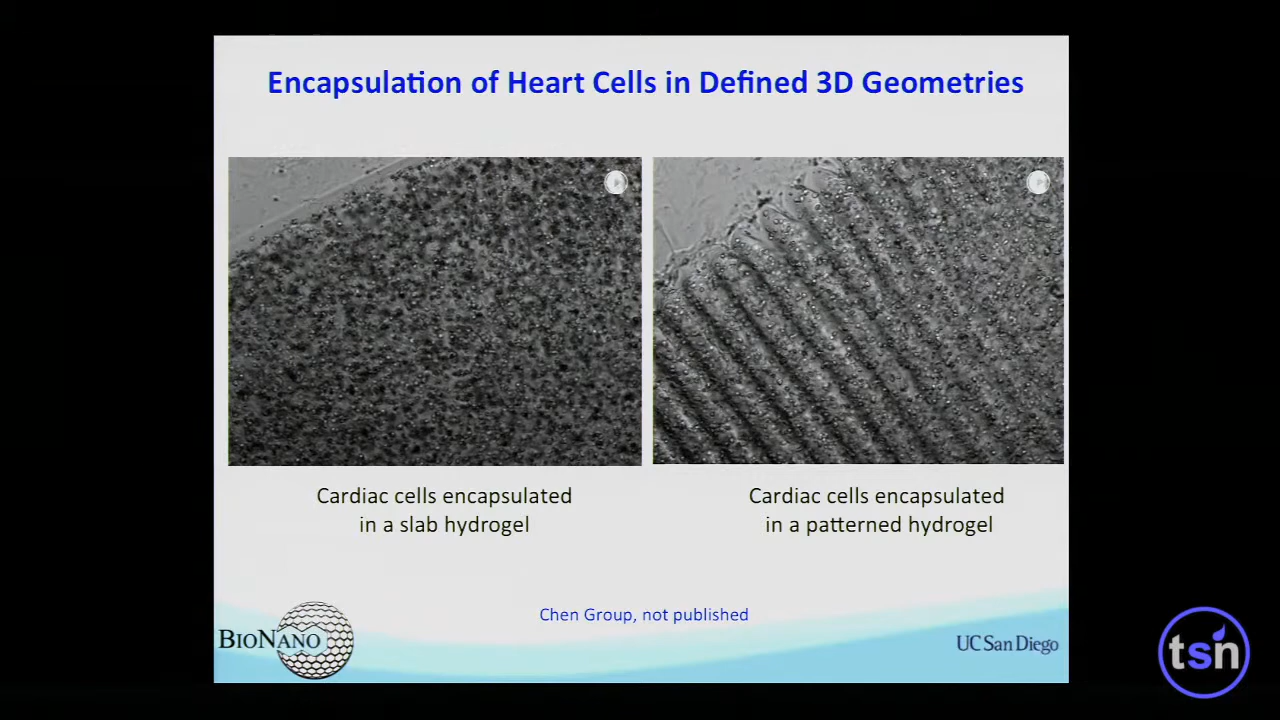 Encapsulation of Heart Cells in Defined 3D Geometries
Cardiac cells encapsulated
in a slab hydrogel
Cardiac cells encapsulated
in a patterned hydrogel
Chen Group, not published
BIONANO
UC San Diego
tsn